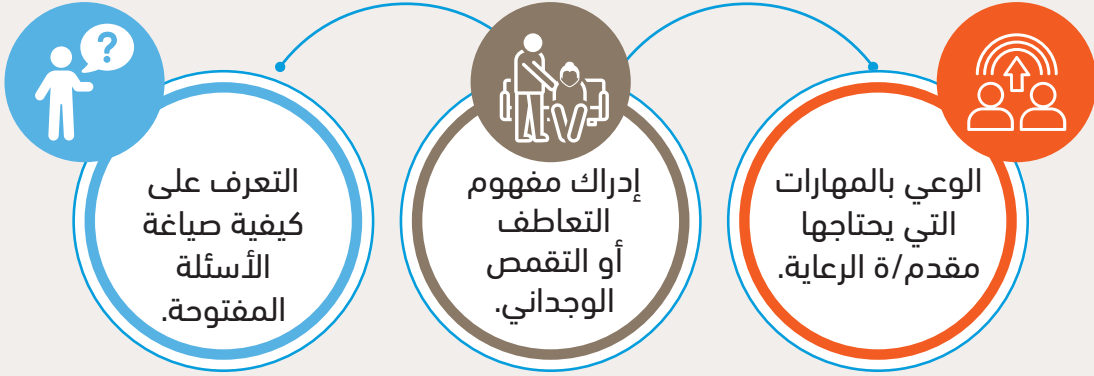 الوعي بالمهارات
التي يحتاجها
مقدم/ة الرعاية.
إدراك مفهوم
التعاطف
أو التقمص
الوجداني.
?
التعرف على
كيفية صياغة
الأسئلة
المفتوحة.